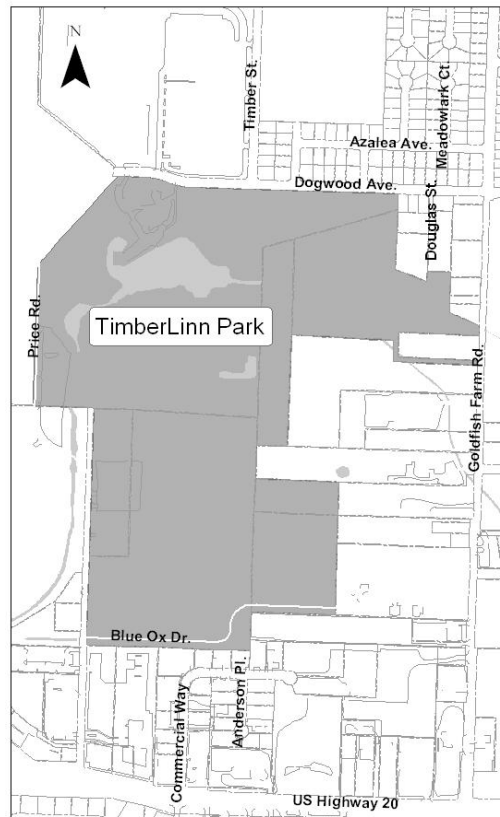 N
Timber St.
Meadowlark Ct.
Azalea Ave.
Dogwood Ave.
Douglas St.
Price Rd.
TimberLinn Park
Goldfish Farm Rd.
Blue Ox Dr.
Commercial Way
Anderson Pl.
US Highway 20